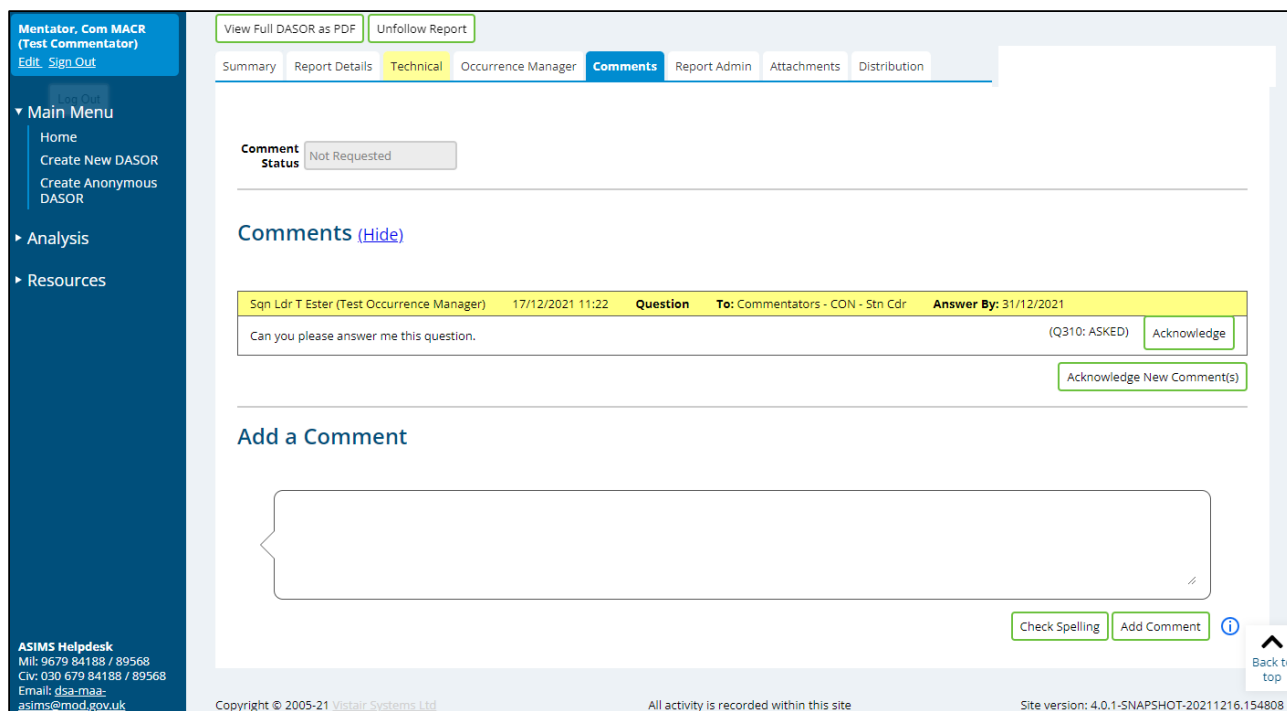 Mentator, Com MACR
(Test Commentator)
Edit Sign Out
Log Out
▾ Main Menu
Home
Create New DASOR
Create Anonymous
DASOR
▸ Analysis
▸ Resources
ASIMS Helpdesk
Mil: 9679 84188 / 89568
Civ: 030 679 84188 / 89568
Email: dsa-maa-
asims@mod.gov.uk
View Full DASOR as PDF Unfollow Report
Summary Report Details Technical Occurrence Manager Comments Report Admin Attachments Distribution
Comment
Status Not Requested
Comments (Hide)
Sqn Ldr T Ester (Test Occurrence Manager) 17/12/2021 11:22 Question To: Commentators - CON - Stn Cdr Answer By: 31/12/2021
Can you please answer me this question. (Q310: ASKED) Acknowledge
Acknowledge New Comment(s)
Add a Comment
Check Spelling Add Comment
Back to
top
Copyright © 2005-21 Vistair Systems Ltd All activity is recorded within this site Site version: 4.0.1-SNAPSHOT-20211216.154808